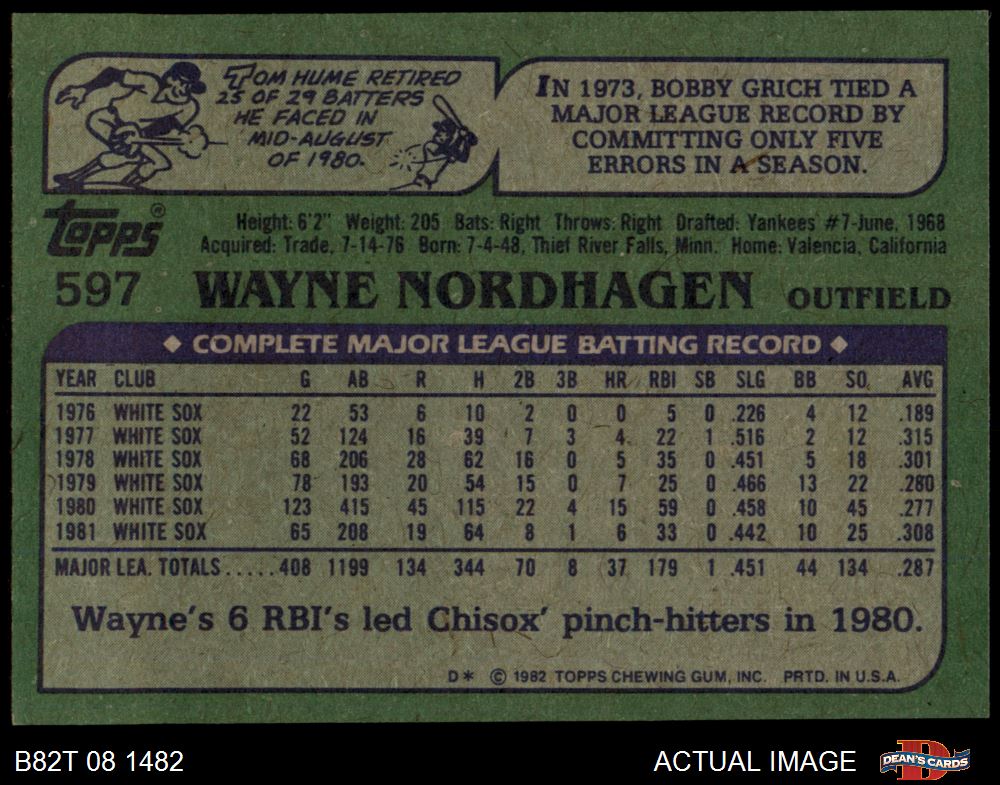 TOM HUME RETIRED
25 OF 29 BATTERS
HE FACED IN
MID-AUGUST
OF 1980.
IN 1973, BOBBY GRICH TIED A
MAJOR LEAGUE RECORD BY
COMMITTING ONLY FIVE
ERRORS IN A SEASON.
Topps®
Height: 6'2" Weight: 205 Bats: Right Throws: Right Drafted: Yankees #7-June, 1968
Acquired: Trade, 7-14-76 Born: 7-4-48, Thief River Falls, Minn. Home: Valencia, California
597 WAYNE NORDHAGEN OUTFIELD
◆ COMPLETE MAJOR LEAGUE BATTING RECORD ◆
YEAR CLUB G AB R H 2B 3B HR RBI SB SLG BB SO AVG
1976 WHITE SOX 22 53 6 10 2 0 0 5 0 .226 4 12 .189
1977 WHITE SOX 52 124 16 39 7 3 4 22 1 .516 2 12 .315
1978 WHITE SOX 68 206 28 62 16 0 5 35 0 .451 5 18 .301
1979 WHITE SOX 78 193 20 54 15 0 7 25 0 .466 13 22 .280
1980 WHITE SOX 123 415 45 115 22 4 15 59 0 .458 10 45 .277
1981 WHITE SOX 65 208 19 64 8 1 6 33 0 .442 10 25 .308
MAJOR LEA. TOTALS.....408 1199 134 344 70 8 37 179 1 .451 44 134 .287
Wayne's 6 RBI's led Chisox' pinch-hitters in 1980.
D* © 1982 TOPPS CHEWING GUM, INC. PRTD. IN U.S.A.
B82T 08 1482 ACTUAL IMAGE DEAN'S CARDS